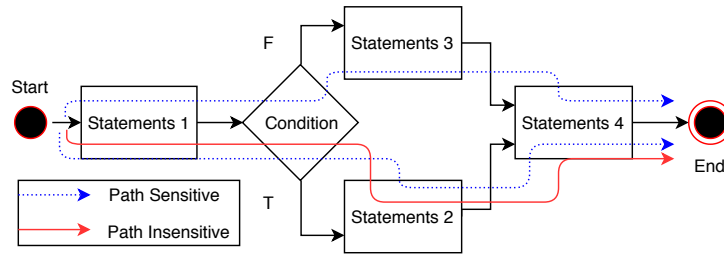 F
Statements 3
Start
Statements 1
Condition
Statements 4
End
Path Sensitive
T
Statements 2
Path Insensitive